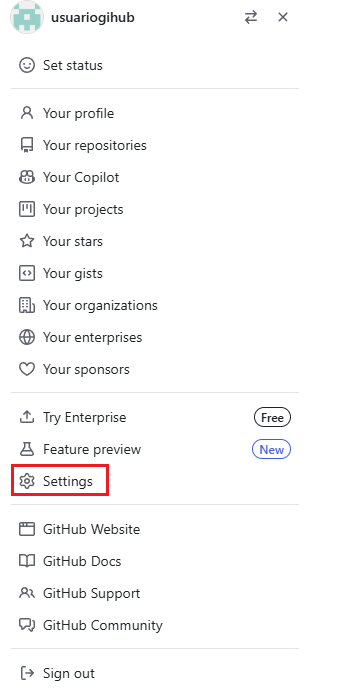 usuariogihub
Set status
Your profile
Your repositories
Your Copilot
Your projects
Your stars
Your gists
Your organizations
Your enterprises
Your sponsors
Try Enterprise Free
Feature preview New
Settings
GitHub Website
GitHub Docs
GitHub Support
GitHub Community
Sign out